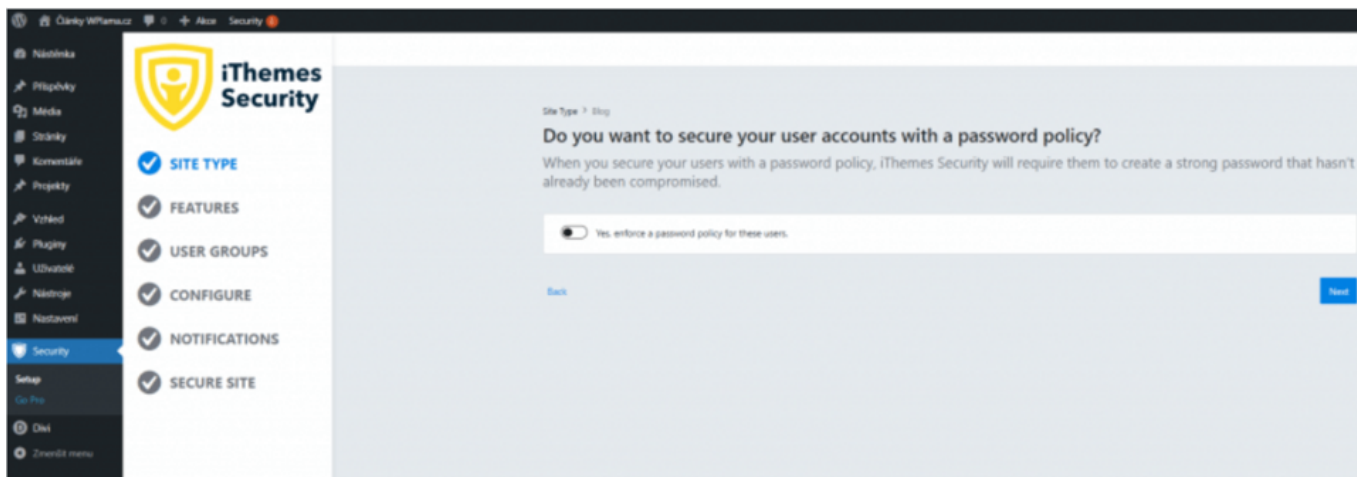 Články WPlama.cz 0 + Akce Security 1
Nástěnka
Příspěvky
Média
Stránky
Komentáře
Projekty
Vzhled
Pluginy
Uživatelé
Nástroje
Nastavení
Security
Setup
Go Pro
Divi
Zmenšit menu
iThemes
Security
SITE TYPE
FEATURES
USER GROUPS
CONFIGURE
NOTIFICATIONS
SECURE SITE
Site Type > Blog
Do you want to secure your user accounts with a password policy?
When you secure your users with a password policy, iThemes Security will require them to create a strong password that hasn't
already been compromised.
Yes, enforce a password policy for these users.
Back
Next